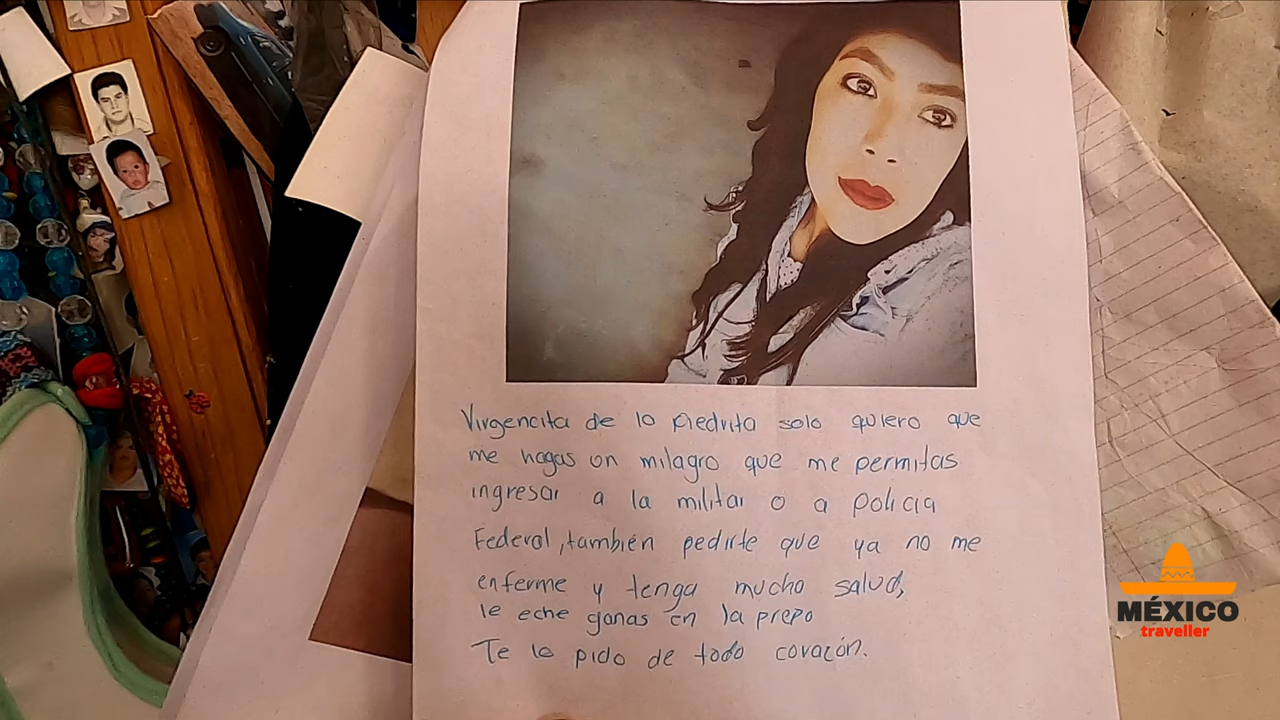 Virgencita de la Piedrita solo quiero que
me hagas un milagro que me permitas
ingresar a la militar o a policia
Federal, también pedirte que ya no me
enferme y tenga mucho salud,
le eche ganas en la prepo
Te lo pido de todo corazón.
MÉXICO
traveller